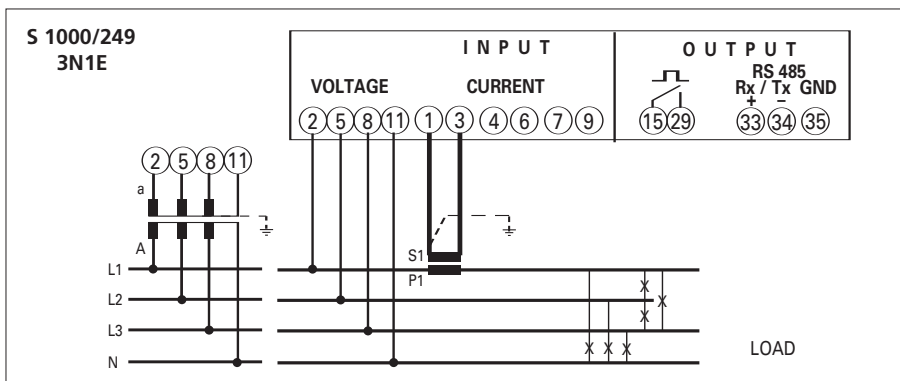 S 1000/249
3N1E
INPUT
OUTPUT
VOLTAGE
CURRENT
RS 485
Rx / Tx GND
+ −
2 5 8 11 1 3 4 6 7 9
15 29 33 34 35
2 5 8 11
a
A
S1
P1
L1
L2
L3
N
LOAD